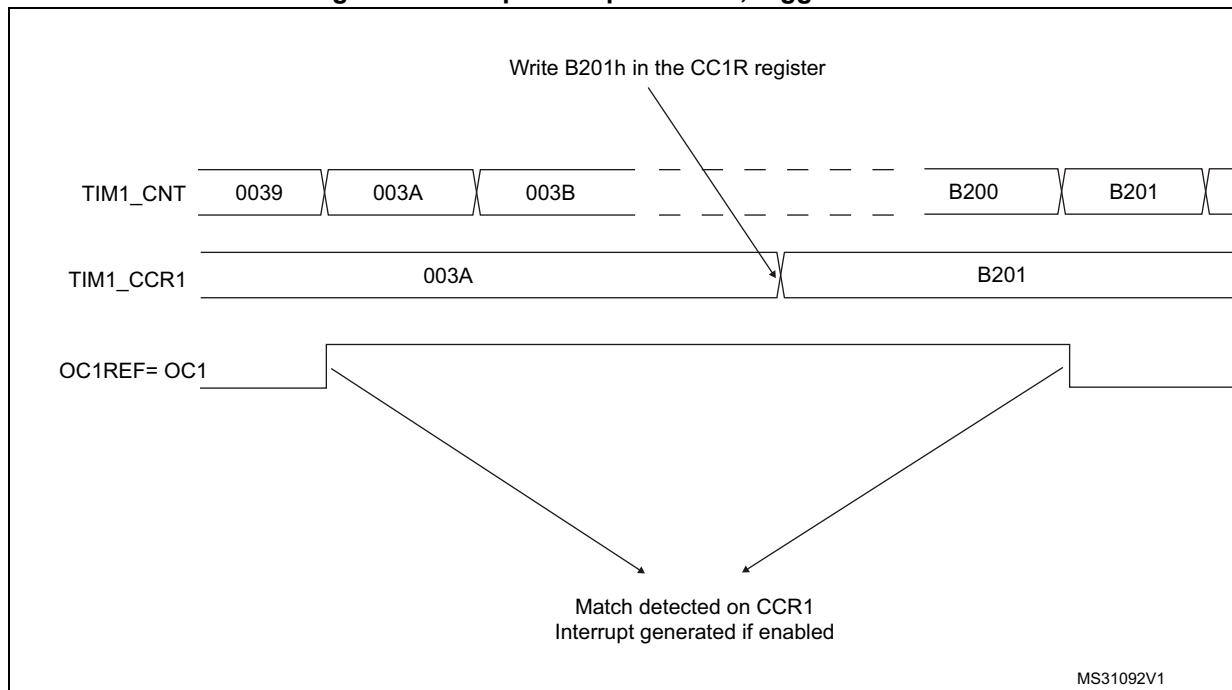 Write B201h in the CC1R register
TIM1_CNT 0039 003A 003B B200 B201
TIM1_CCR1 003A B201
OC1REF= OC1
Match detected on CCR1
Interrupt generated if enabled
MS31092V1